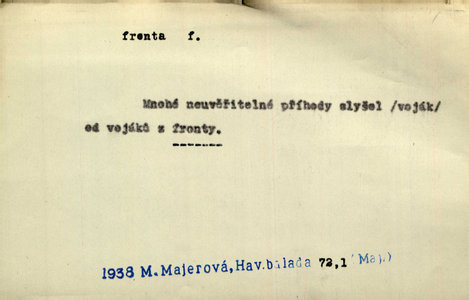 fronta f.
Mnohé neuvěřitelné příhody slyšel /voják/
od vojáků z fronty.
1938 M. Majerová, Hav. balada 72,1 (Maj.)